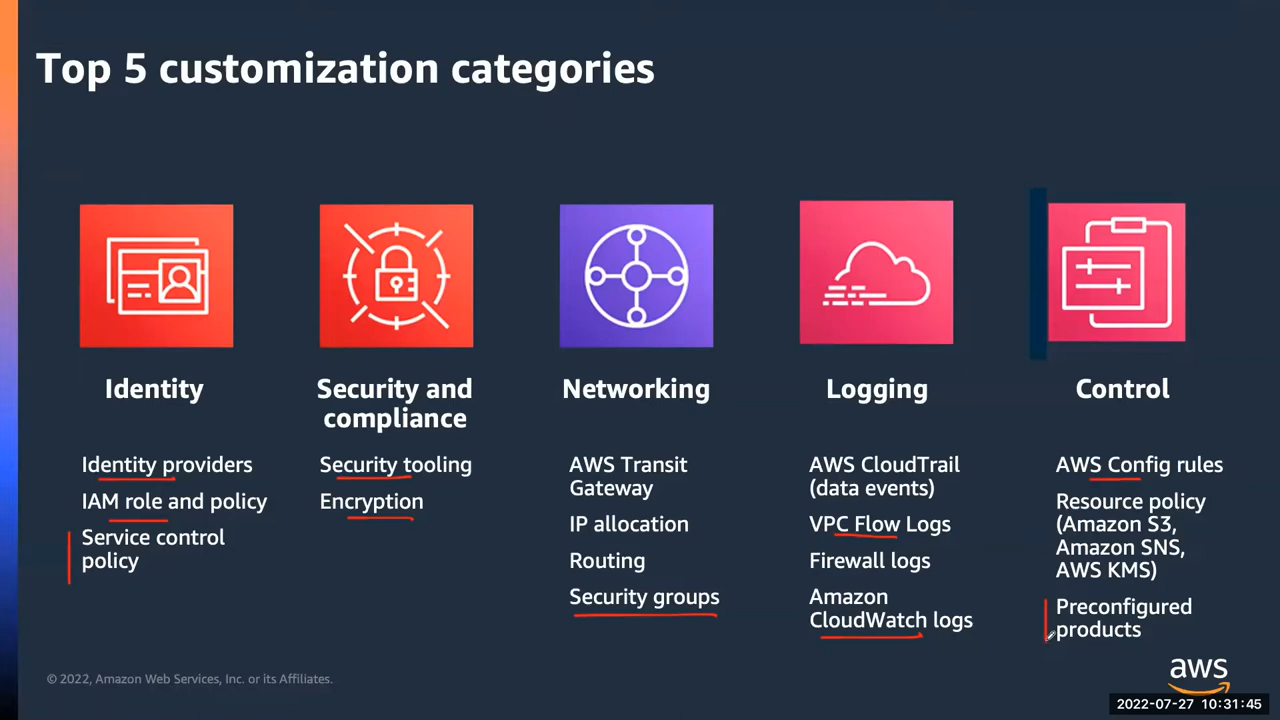 Top 5 customization categories
Identity
Identity providers
IAM role and policy
Service control
policy
Security and
compliance
Security tooling
Encryption
Networking
AWS Transit
Gateway
IP allocation
Routing
Security groups
Logging
AWS CloudTrail
(data events)
VPC Flow Logs
Firewall logs
Amazon
CloudWatch logs
Control
AWS Config rules
Resource policy
(Amazon S3,
Amazon SNS,
AWS KMS)
Preconfigured
products
© 2022, Amazon Web Services, Inc. or its Affiliates.
aws
2022-07-27 10:31:45